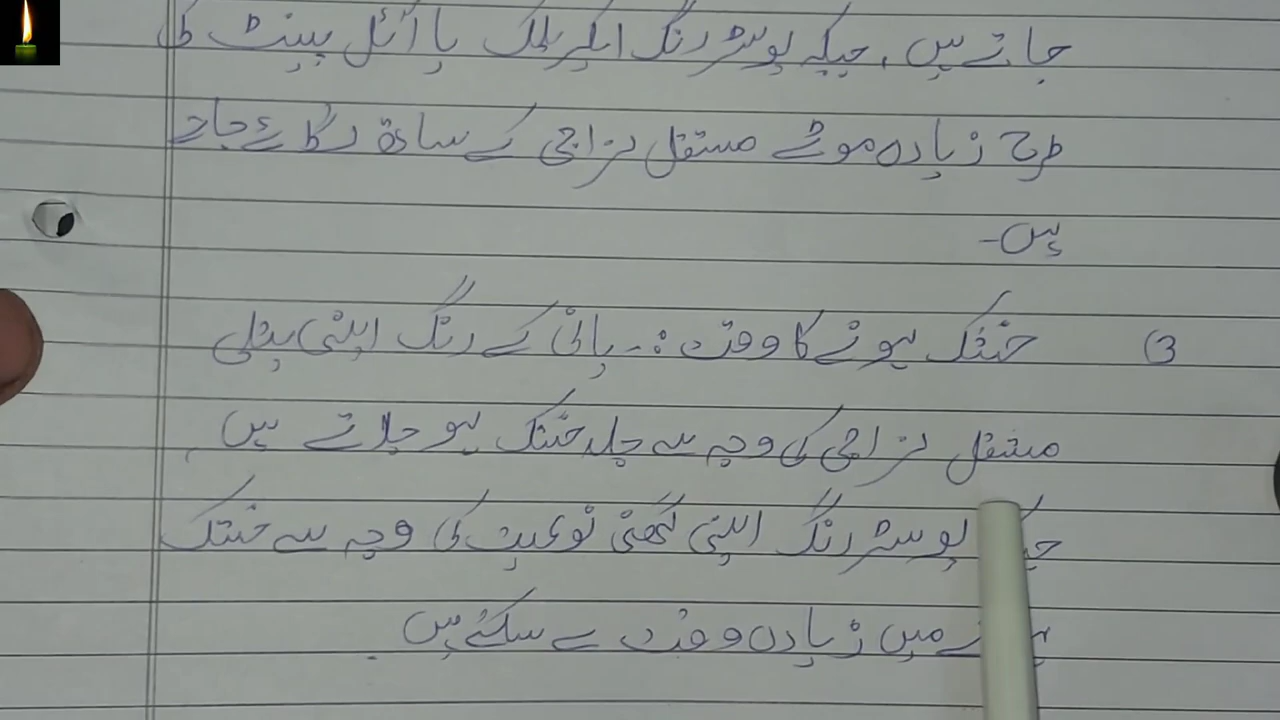 جاتے ہیں، جبکہ پوسٹر رنگ ایکریلک یا آئل پینٹ کی
طرح زیادہ موٹے مستقل مزاجی کے ساتھ لگائے جاتے
ہیں۔
3) خشک ہونے کا وقت :۔ پانی کے رنگ اپنی پتلی
مستقل مزاجی کی وجہ سے جلد خشک ہو جاتے ہیں
پوسٹر رنگ اپنی گھنی نوعیت کی وجہ سے خشک
میں زیادہ وقت لے سکتے ہیں